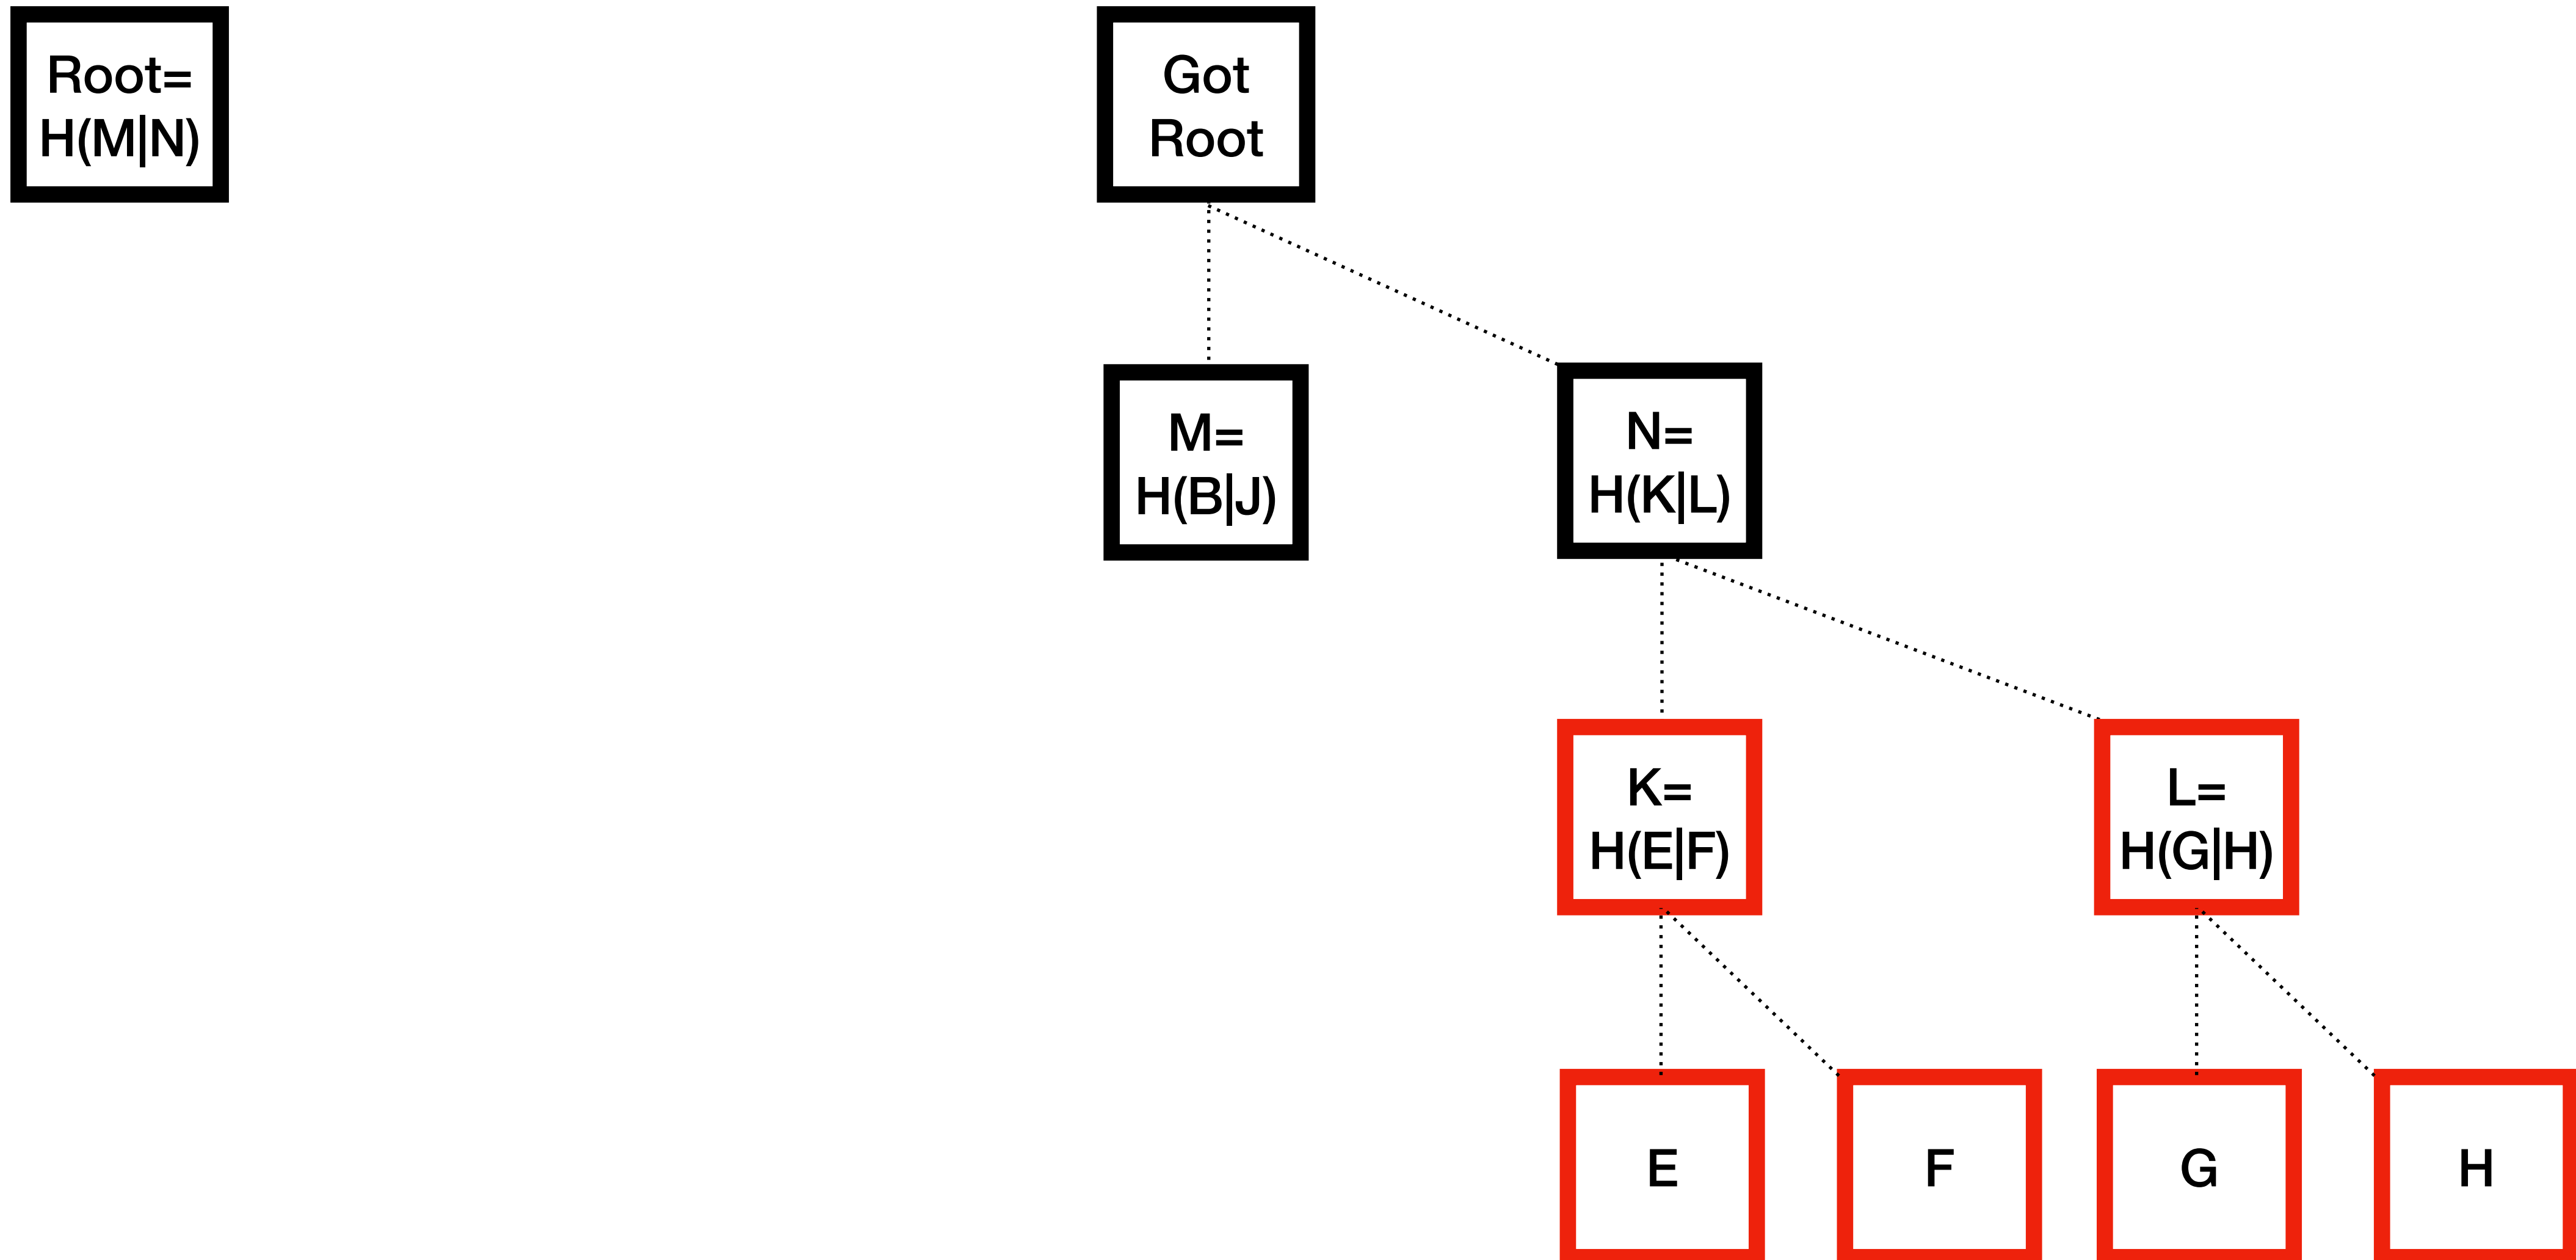 Root=
H(M|N)
Got
Root
M=
H(B|J)
N=
H(K|L)
K=
H(E|F)
L=
H(G|H)
E
F
G
H